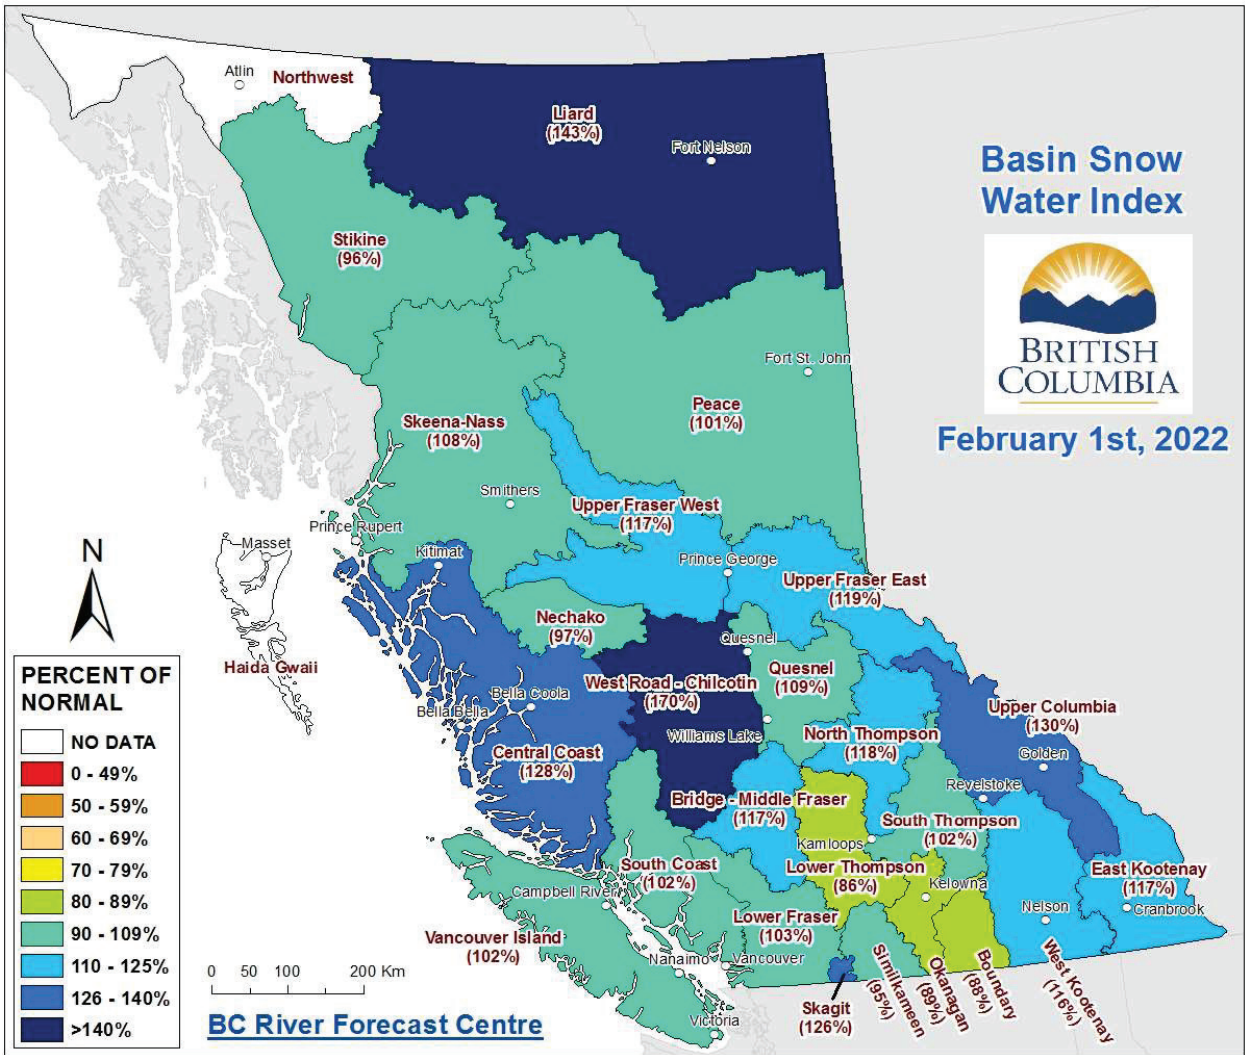 Atlin
Northwest
Liard
(143%)
Fort Nelson
Basin Snow
Water Index
BRITISH
COLUMBIA
February 1st, 2022
Stikine
(96%)
Fort St. John
Peace
(101%)
Skeena-Nass
(108%)
Smithers
Upper Fraser West
(117%)
Prince Rupert
Masset
Kitimat
Prince George
Upper Fraser East
(119%)
N
Nechako
(97%)
Quesnel
Haida Gwaii
West Road - Chilcotin
(170%)
Quesnel
(109%)
Bella Coola
Bella Bella
Williams Lake
North Thompson
(118%)
Upper Columbia
(130%)
Golden
Central Coast
(128%)
Revelstoke
Bridge - Middle Fraser
(117%)
South Thompson
(102%)
Kamloops
South Coast
(102%)
Lower Thompson
(86%)
Kelowna
East Kootenay
(117%)
Cranbrook
Campbell River
Nelson
Lower Fraser
(103%)
Vancouver Island
(102%)
Nanaimo
Vancouver
Victoria
Skagit
(126%)
Similkameen
(95%)
Okanagan
(89%)
Boundary
(88%)
West Kootenay
(116%)
PERCENT OF
NORMAL
NO DATA
0 - 49%
50 - 59%
60 - 69%
70 - 79%
80 - 89%
90 - 109%
110 - 125%
126 - 140%
>140%
0 50 100 200 Km
BC River Forecast Centre